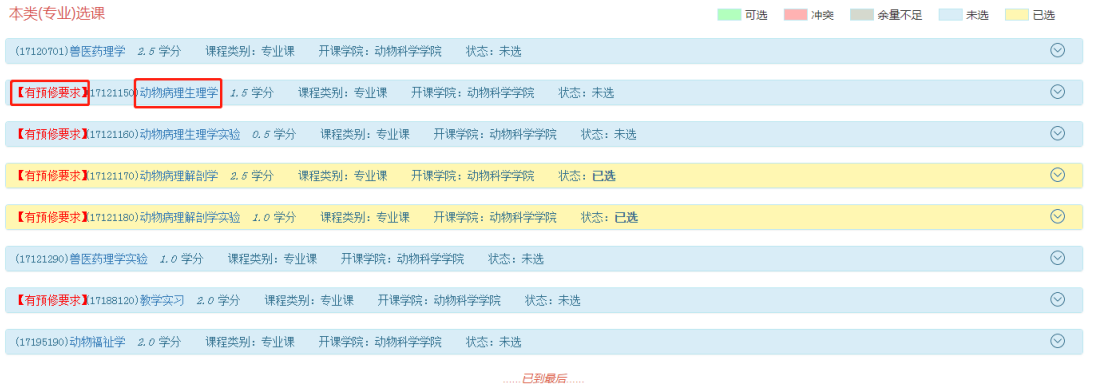 本类(专业)选课
可选 冲突 余量不足 未选 已选
(17120701)兽医药理学 2.5 学分 课程类别：专业课 开课学院：动物科学学院 状态：未选
【有预修要求】(17121150)动物病理生理学 1.5 学分 课程类别：专业课 开课学院：动物科学学院 状态：未选
【有预修要求】(17121160)动物病理生理学实验 0.5 学分 课程类别：专业课 开课学院：动物科学学院 状态：未选
【有预修要求】(17121170)动物病理解剖学 2.5 学分 课程类别：专业课 开课学院：动物科学学院 状态：已选
【有预修要求】(17121180)动物病理解剖学实验 1.0 学分 课程类别：专业课 开课学院：动物科学学院 状态：已选
(17121290)兽医药理学实验 1.0 学分 课程类别：专业课 开课学院：动物科学学院 状态：未选
【有预修要求】(17188120)教学实习 2.0 学分 课程类别：专业课 开课学院：动物科学学院 状态：未选
(17195190)动物福祉学 2.0 学分 课程类别：专业课 开课学院：动物科学学院 状态：未选
......已到最后......